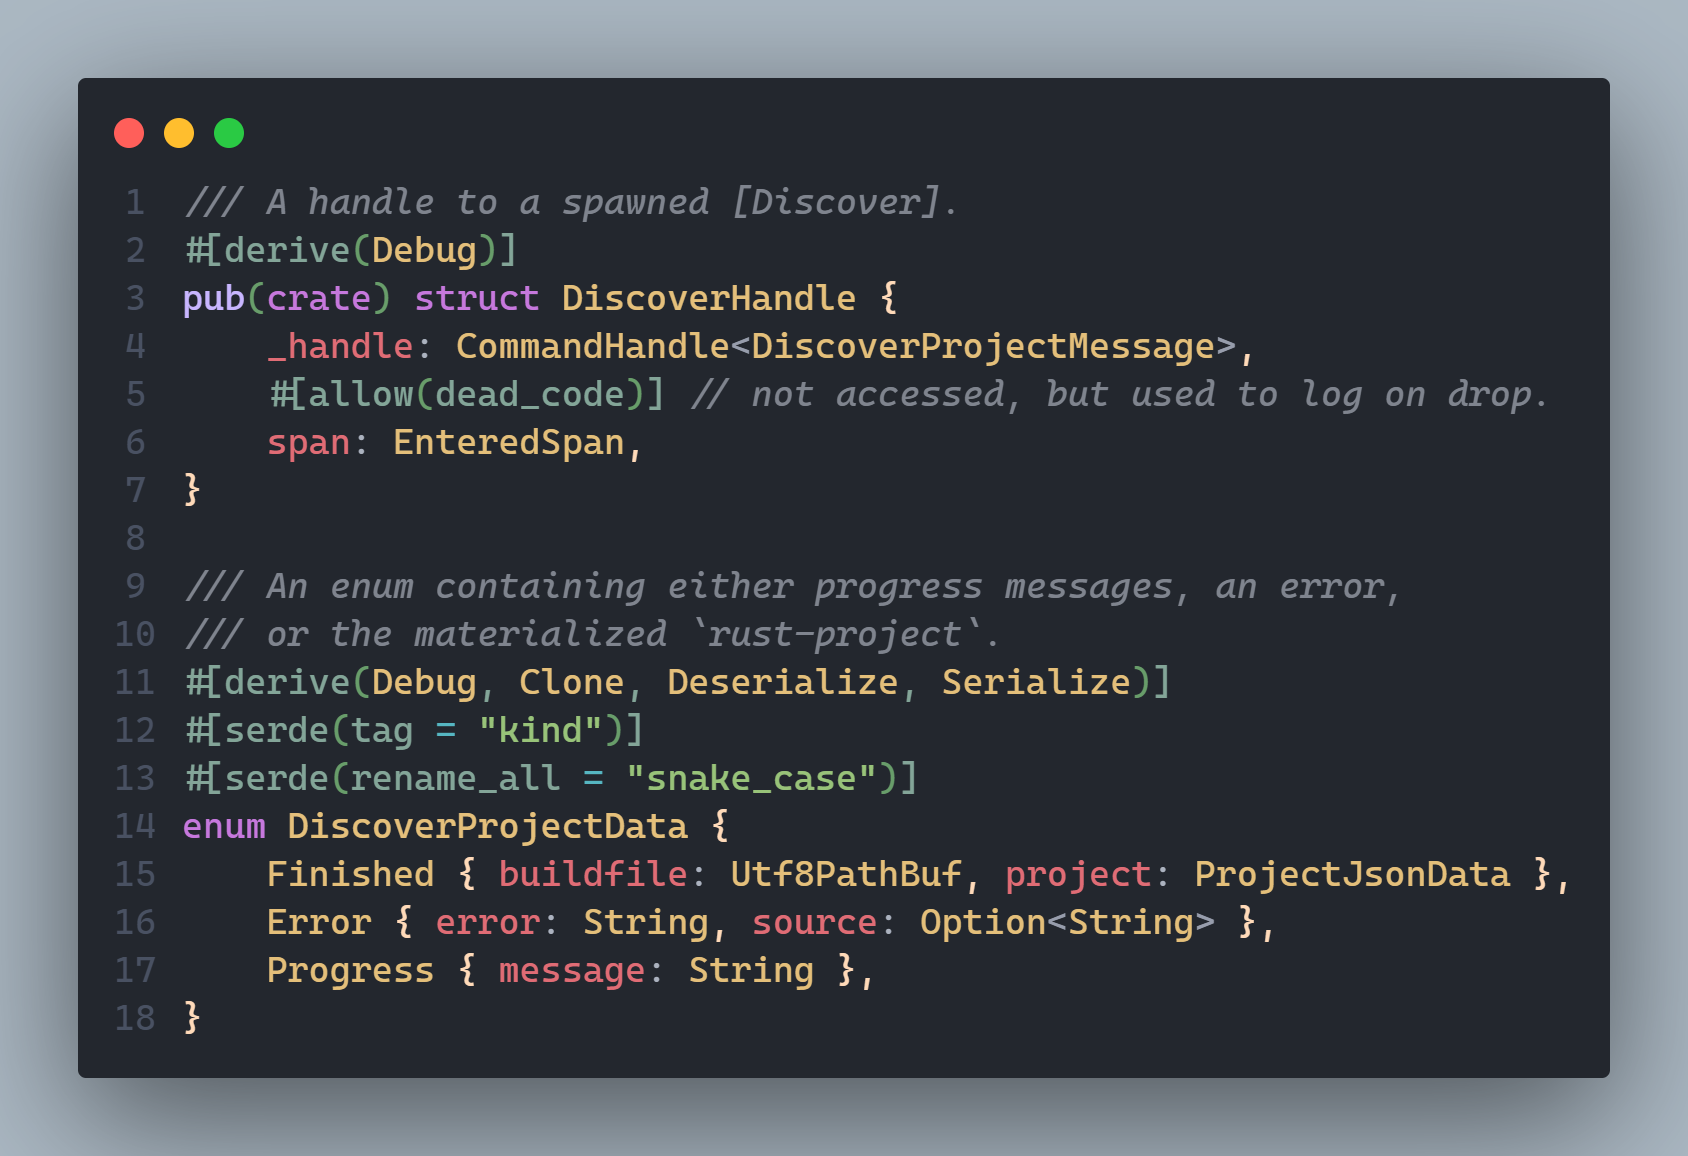 1 /// A handle to a spawned [Discover].
2 #[derive(Debug)]
3 pub(crate) struct DiscoverHandle {
4     _handle: CommandHandle<DiscoverProjectMessage>,
5     #[allow(dead_code)] // not accessed, but used to log on drop.
6     span: EnteredSpan,
7 }
8
9 /// An enum containing either progress messages, an error,
10 /// or the materialized `rust-project`.
11 #[derive(Debug, Clone, Deserialize, Serialize)]
12 #[serde(tag = "kind")]
13 #[serde(rename_all = "snake_case")]
14 enum DiscoverProjectData {
15     Finished { buildfile: Utf8PathBuf, project: ProjectJsonData },
16     Error { error: String, source: Option<String> },
17     Progress { message: String },
18 }